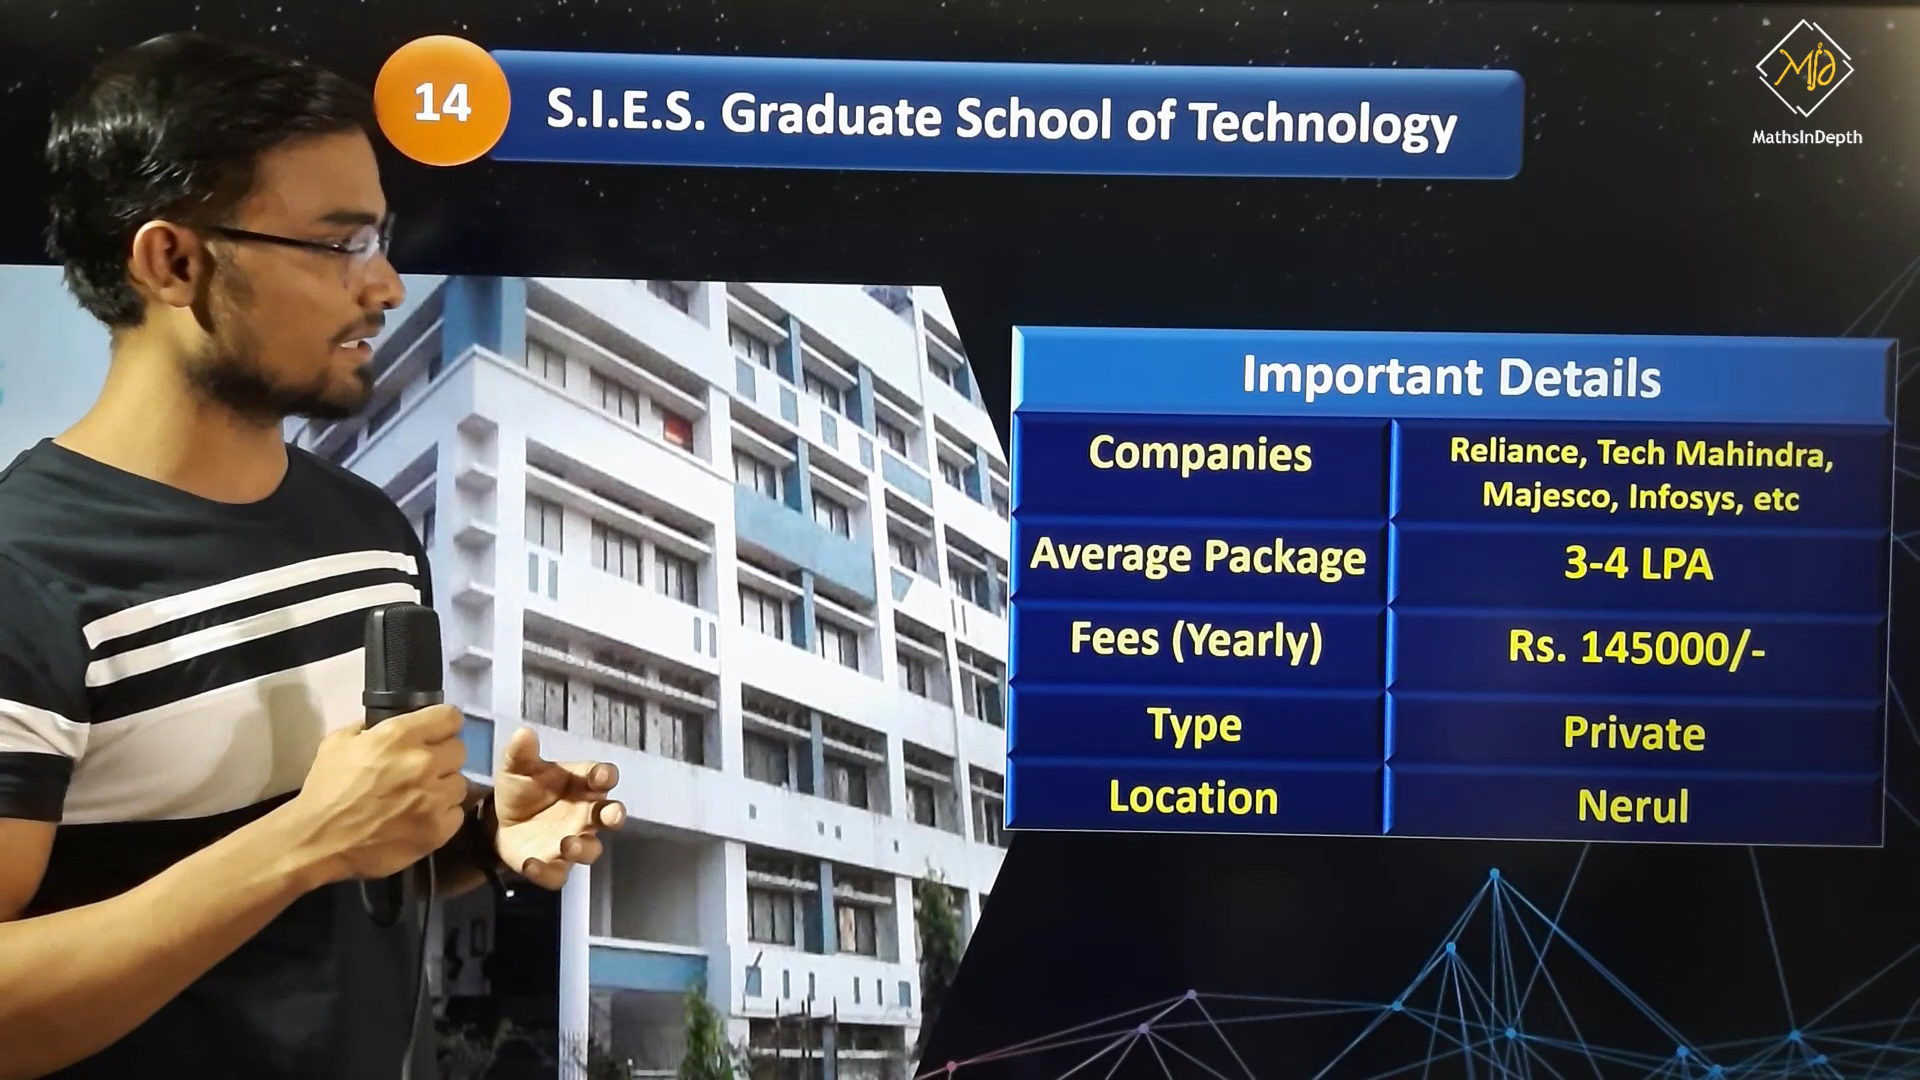 14
S.I.E.S. Graduate School of Technology
MathsInDepth
Important Details
Companies
Reliance, Tech Mahindra,
Majesco, Infosys, etc
Average Package
3-4 LPA
Fees (Yearly)
Rs. 145000/-
Type
Private
Location
Nerul